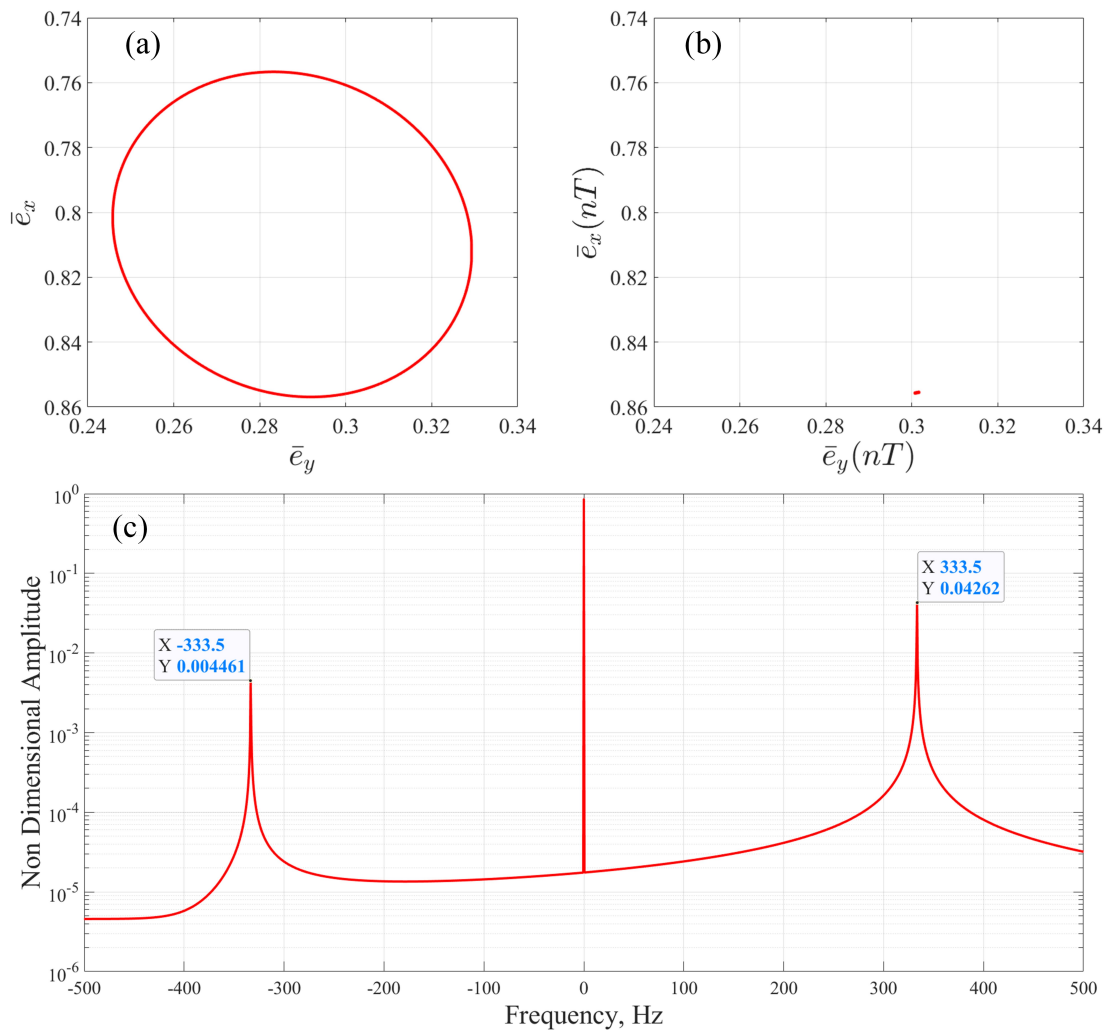 (a)
0.74
0.76
0.78
0.8
0.82
0.84
0.86
0.24 0.26 0.28 0.3 0.32 0.34
ēₓ
ē_y
(b)
0.74
0.76
0.78
0.8
0.82
0.84
0.86
0.24 0.26 0.28 0.3 0.32 0.34
ēₓ(nT)
ē_y(nT)
(c)
10⁰
10⁻¹
10⁻²
10⁻³
10⁻⁴
10⁻⁵
10⁻⁶
Non Dimensional Amplitude
X -333.5
Y 0.004461
X 333.5
Y 0.04262
-500 -400 -300 -200 -100 0 100 200 300 400 500
Frequency, Hz